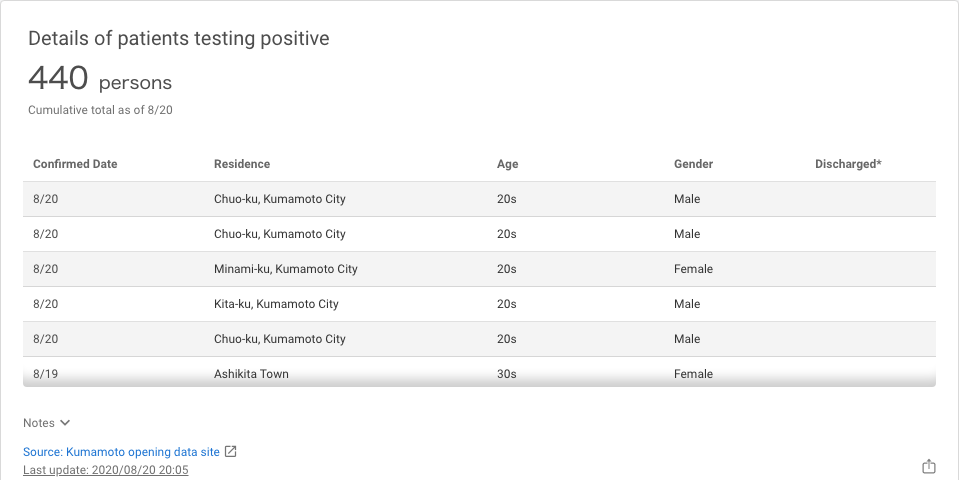 Details of patients testing positive
440 persons
Cumulative total as of 8/20
Confirmed Date Residence Age Gender Discharged*
8/20 Chuo-ku, Kumamoto City 20s Male
8/20 Chuo-ku, Kumamoto City 20s Male
8/20 Minami-ku, Kumamoto City 20s Female
8/20 Kita-ku, Kumamoto City 20s Male
8/20 Chuo-ku, Kumamoto City 20s Male
8/19 Ashikita Town 30s Female
Notes
Source: Kumamoto opening data site
Last update: 2020/08/20 20:05